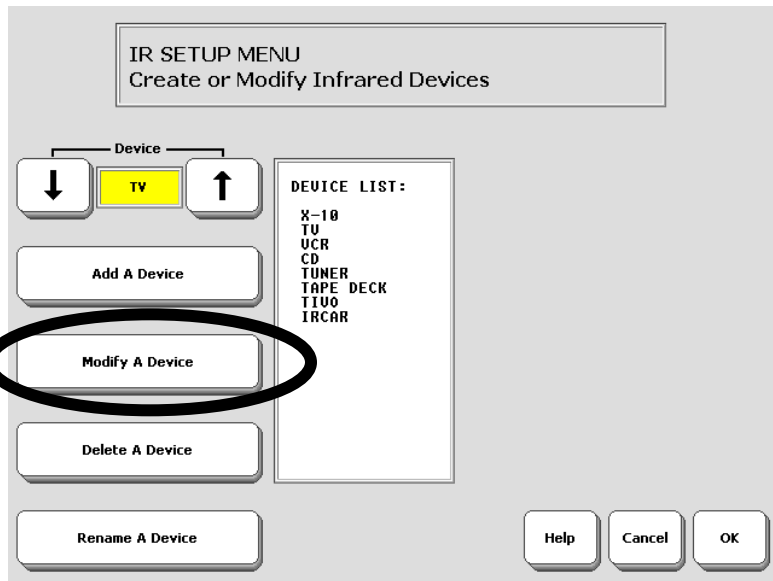 IR SETUP MENU
Create or Modify Infrared Devices
Device
TV
Add A Device
Modify A Device
Delete A Device
Rename A Device
DEVICE LIST:
X-10
TV
VCR
CD
TUNER
TAPE DECK
TIVO
IRCAR
Help
Cancel
OK